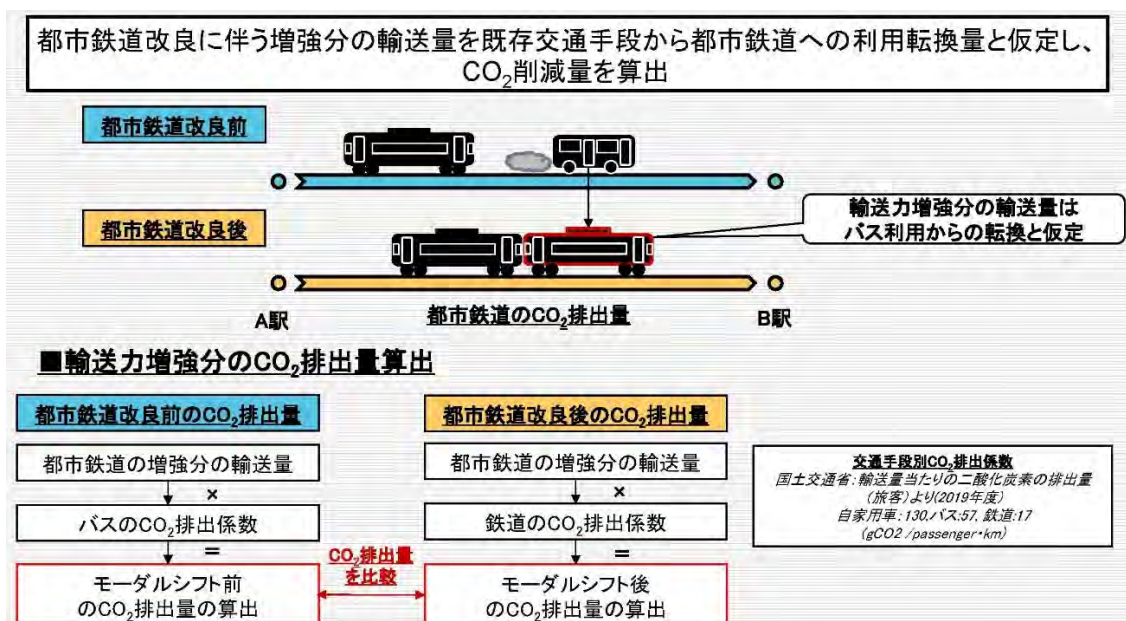 都市鉄道改良に伴う増強分の輸送量を既存交通手段から都市鉄道への利用転換量と仮定し、
CO₂削減量を算出
都市鉄道改良前
都市鉄道改良後
輸送力増強分の輸送量は
バス利用からの転換と仮定
A駅
都市鉄道のCO₂排出量
B駅
■輸送力増強分のCO₂排出量算出
都市鉄道改良前のCO₂排出量
都市鉄道の増強分の輸送量
×
バスのCO₂排出係数
＝
モーダルシフト前
のCO₂排出量の算出
CO₂排出量
を比較
都市鉄道改良後のCO₂排出量
都市鉄道の増強分の輸送量
×
鉄道のCO₂排出係数
＝
モーダルシフト後
のCO₂排出量の算出
交通手段別CO₂排出係数
国土交通省：輸送量当たりの二酸化炭素の排出量
(旅客)より(2019年度)
自家用車：130,バス:57, 鉄道:17
(gCO2 /passenger・km)